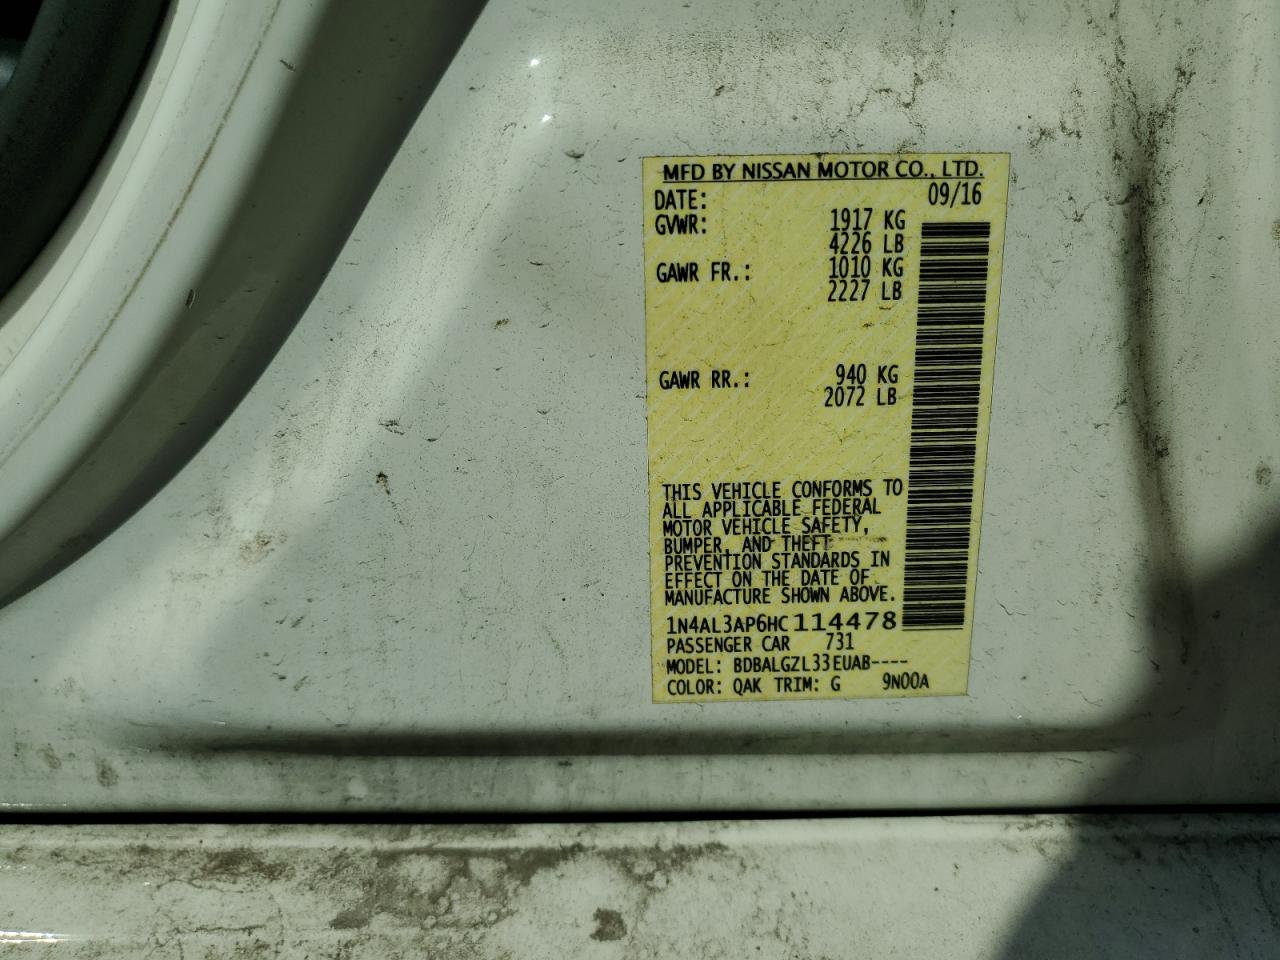 MFD BY NISSAN MOTOR CO., LTD.
DATE: 09/16
GVWR: 1917 KG
4226 LB
GAWR FR.: 1010 KG
2227 LB
GAWR RR.: 940 KG
2072 LB
THIS VEHICLE CONFORMS TO
ALL APPLICABLE FEDERAL
MOTOR VEHICLE SAFETY,
BUMPER, AND THEFT
PREVENTION STANDARDS IN
EFFECT ON THE DATE OF
MANUFACTURE SHOWN ABOVE.
1N4AL3AP6HC114478
PASSENGER CAR 731
MODEL: BDBALGZL33EUAB----
COLOR: QAK TRIM: G 9N00A